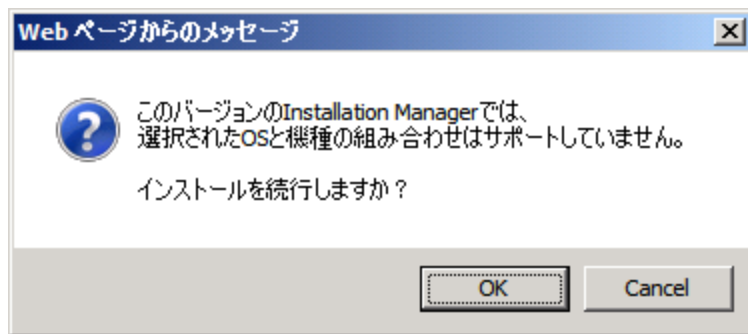 Web ページからのメッセージ
このバージョンのInstallation Managerでは、
選択されたOSと機種の組み合わせはサポートしていません。
インストールを続行しますか？
OK
Cancel